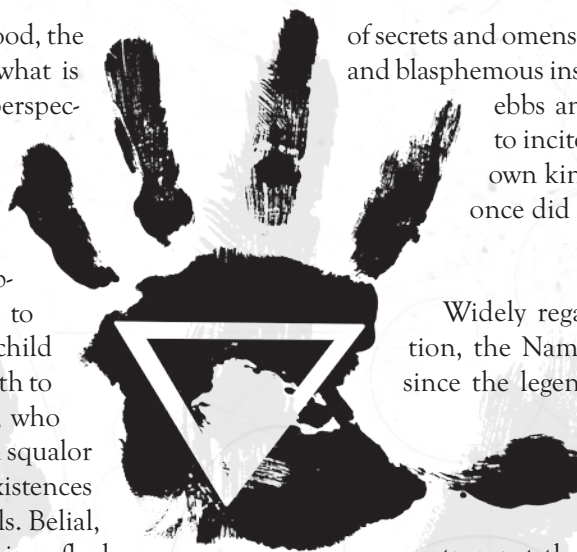 ood, the
what is
perspec-
to
child
th to
who
squalor
xistences
ls. Belial,
of secrets and omens
and blasphemous ins
ebbs an
to incite
own kin
once did
Widely rega
tion, the Nam
since the legen